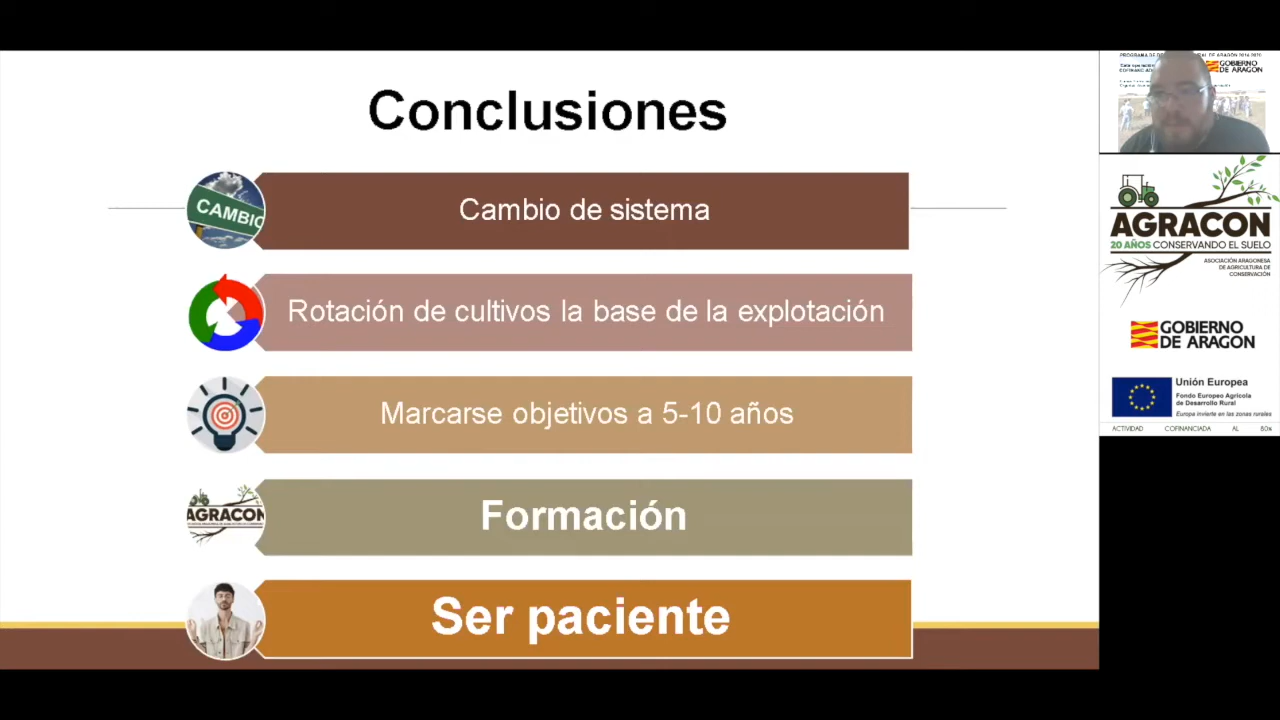 Conclusiones
CAMBIO
Cambio de sistema
Rotación de cultivos la base de la explotación
Marcarse objetivos a 5-10 años
AGRACON
Formación
Ser paciente
GOBIERNO
DE ARAGON
AGRACON
20 AÑOS CONSERVANDO EL SUELO
ASOCIACIÓN ARAGONESA
DE AGRICULTURA DE
CONSERVACIÓN
GOBIERNO
DE ARAGON
Unión Europea
Fondo Europeo Agrícola
de Desarrollo Rural
Europa invierte en las zonas rurales
ACTIVIDAD COFINANCIADA AL 80%